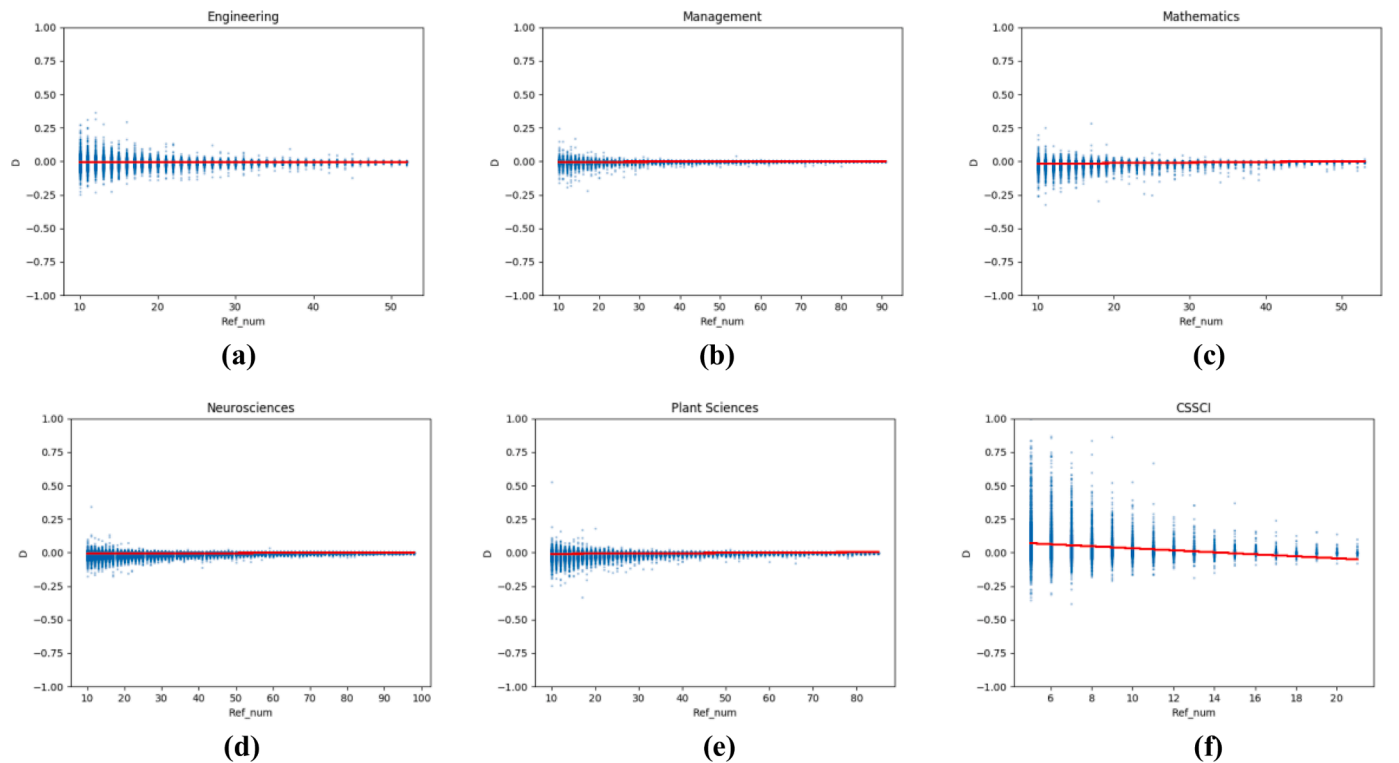 Engineering
1.00
0.75
0.50
0.25
0.00
−0.25
−0.50
−0.75
−1.00
D
10 20 30 40 50
Ref_num
(a)
Management
1.00
0.75
0.50
0.25
0.00
−0.25
−0.50
−0.75
−1.00
D
10 20 30 40 50 60 70 80 90
Ref_num
(b)
Mathematics
1.00
0.75
0.50
0.25
0.00
−0.25
−0.50
−0.75
−1.00
D
10 20 30 40 50
Ref_num
(c)
Neurosciences
1.00
0.75
0.50
0.25
0.00
−0.25
−0.50
−0.75
−1.00
D
10 20 30 40 50 60 70 80 90 100
Ref_num
(d)
Plant Sciences
1.00
0.75
0.50
0.25
0.00
−0.25
−0.50
−0.75
−1.00
D
10 20 30 40 50 60 70 80
Ref_num
(e)
CSSCI
1.00
0.75
0.50
0.25
0.00
−0.25
−0.50
−0.75
−1.00
D
6 8 10 12 14 16 18 20
Ref_num
(f)